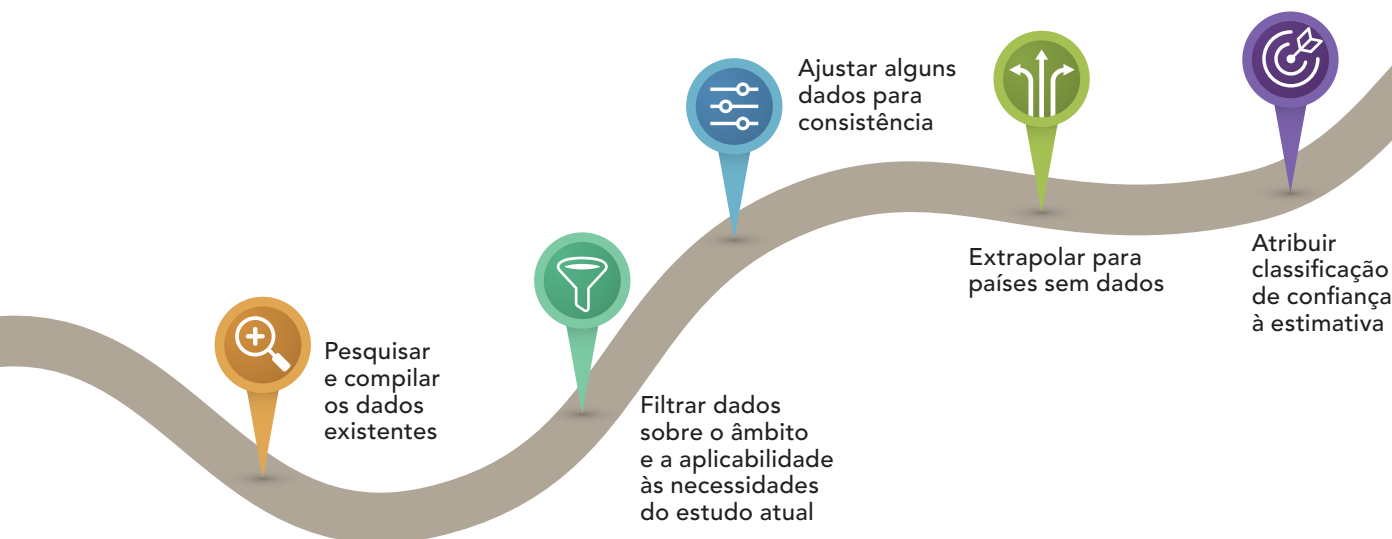 Pesquisar
e compilar
os dados
existentes
Filtrar dados
sobre o âmbito
e a aplicabilidade
às necessidades
do estudo atual
Ajustar alguns
dados para
consistência
Extrapolar para
países sem dados
Atribuir
classificação
de confiança
à estimativa